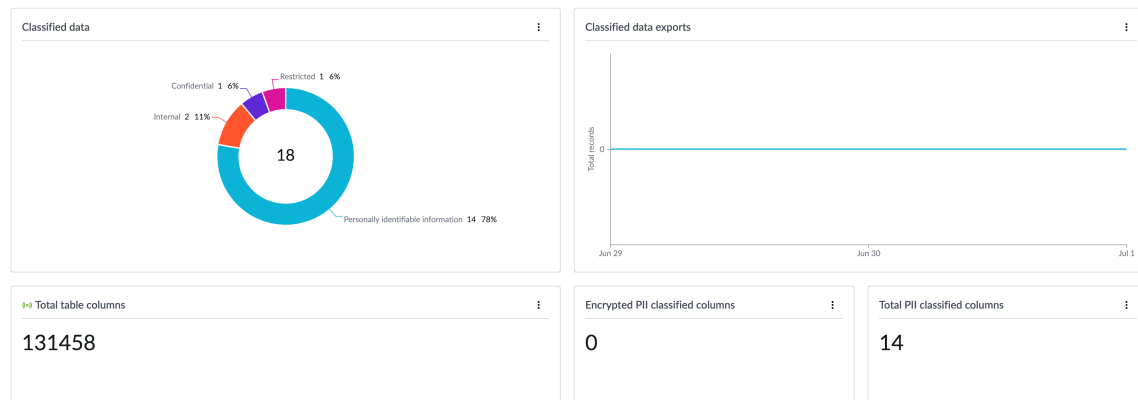 Classified data
Restricted 1 6%
Confidential 1 6%
Internal 2 11%
18
Personally identifiable information 14 78%
Classified data exports
Total records
0
Jun 29
Jun 30
Jul 1
Total table columns
131458
Encrypted PII classified columns
0
Total PII classified columns
14